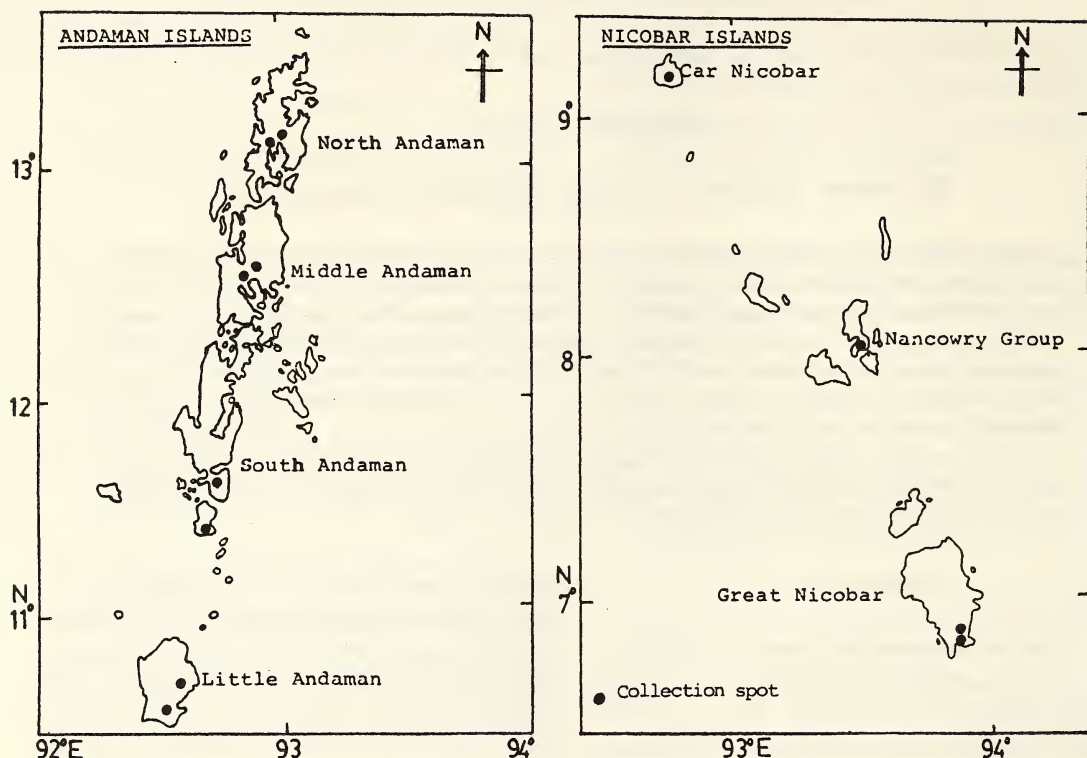 ANDAMAN ISLANDS
N
North Andaman
13°
Middle Andaman
12°
South Andaman
N
11°
Little Andaman
92°E
93°
94°
NICOBAR ISLANDS
N
Car Nicobar
9°
Nancowry Group
8°
N
Great Nicobar
7°
Collection spot
93°E
94°